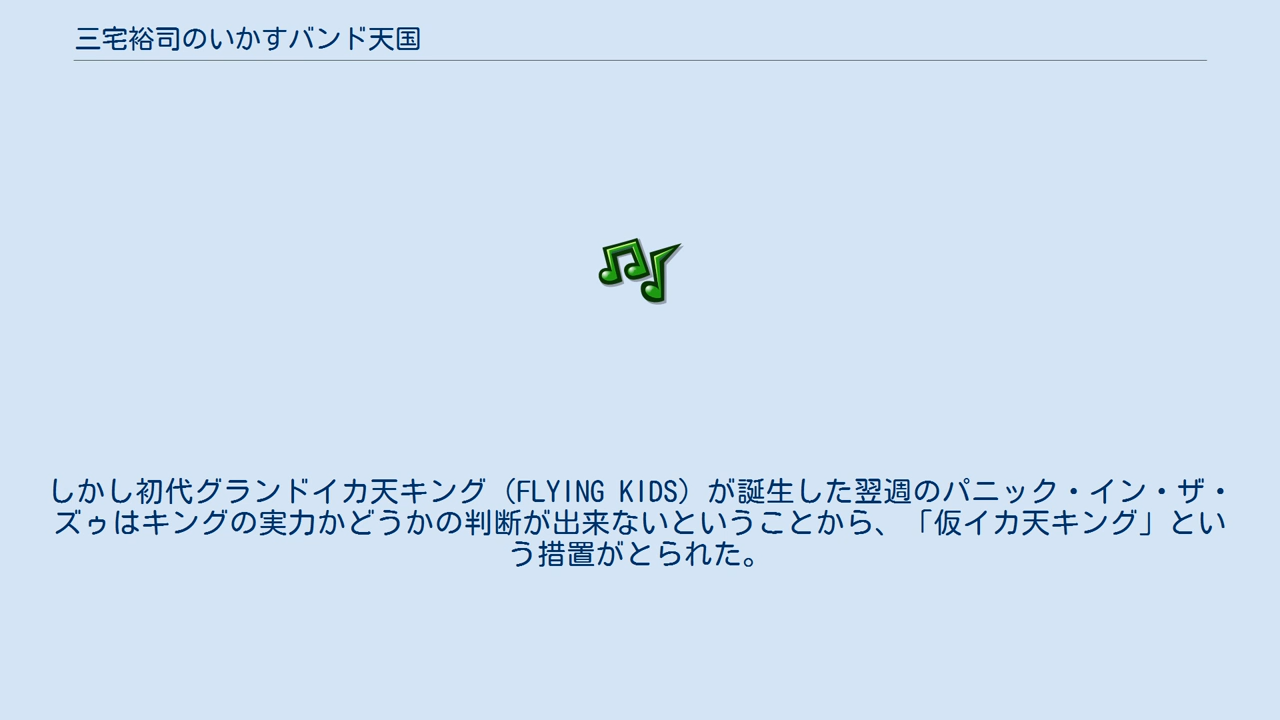 三宅裕司のいかすバンド天国
しかし初代グランドイカ天キング（FLYING KIDS）が誕生した翌週のパニック・イン・ザ・
ズゥはキングの実力かどうかの判断が出来ないということから、「仮イカ天キング」とい
う措置がとられた。